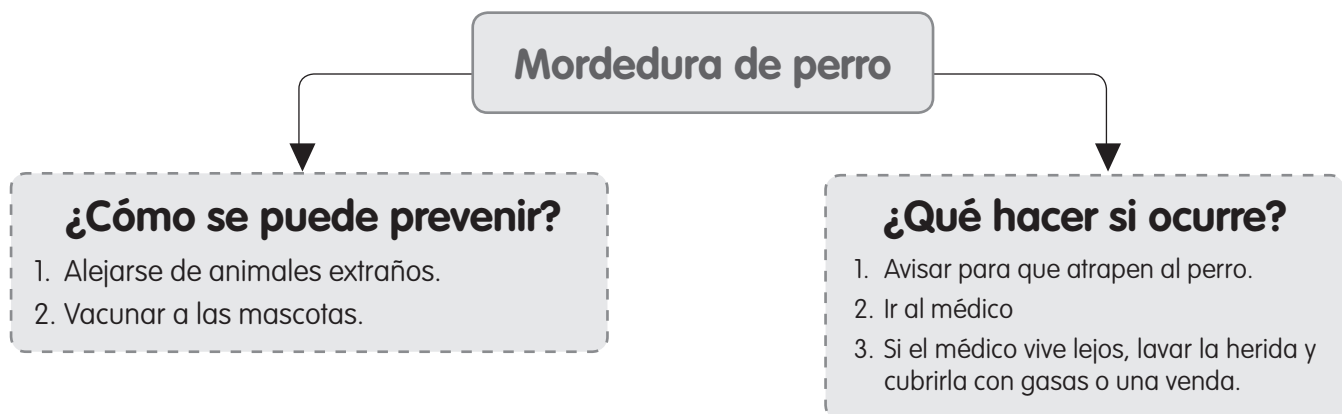 Mordedura de perro
¿Cómo se puede prevenir?
1. Alejarse de animales extraños.
2. Vacunar a las mascotas.
¿Qué hacer si ocurre?
1. Avisar para que atrapen al perro.
2. Ir al médico
3. Si el médico vive lejos, lavar la herida y
cubrirla con gasas o una venda.